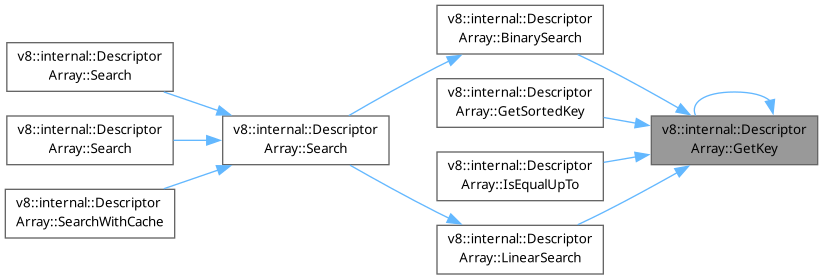 v8::internal::Descriptor
Array::BinarySearch
v8::internal::Descriptor
Array::Search
v8::internal::Descriptor
Array::GetSortedKey
v8::internal::Descriptor
Array::Search
v8::internal::Descriptor
Array::Search
v8::internal::Descriptor
Array::GetKey
v8::internal::Descriptor
Array::IsEqualUpTo
v8::internal::Descriptor
Array::SearchWithCache
v8::internal::Descriptor
Array::LinearSearch